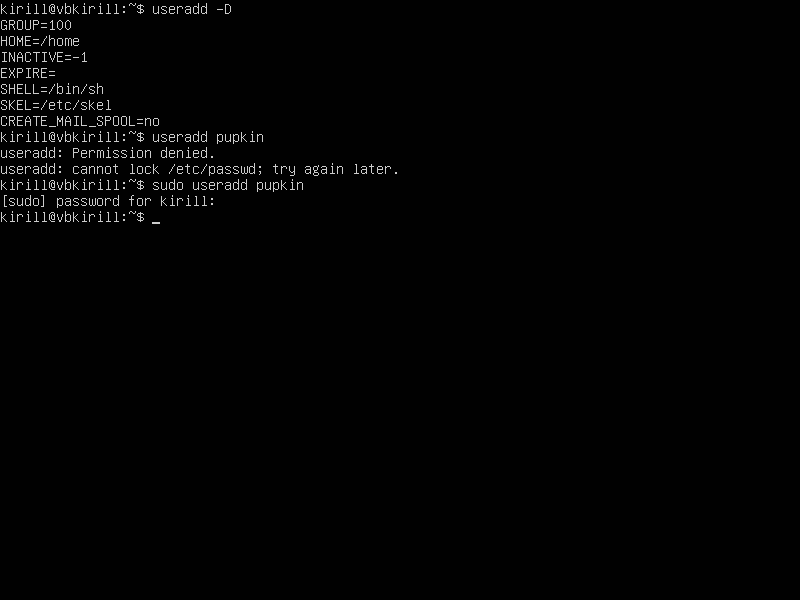 kirill@vbkirill:~$ useradd -D
GROUP=100
HOME=/home
INACTIVE=-1
EXPIRE=
SHELL=/bin/sh
SKEL=/etc/skel
CREATE_MAIL_SPOOL=no
kirill@vbkirill:~$ useradd pupkin
useradd: Permission denied.
useradd: cannot lock /etc/passwd; try again later.
kirill@vbkirill:~$ sudo useradd pupkin
[sudo] password for kirill:
kirill@vbkirill:~$ _